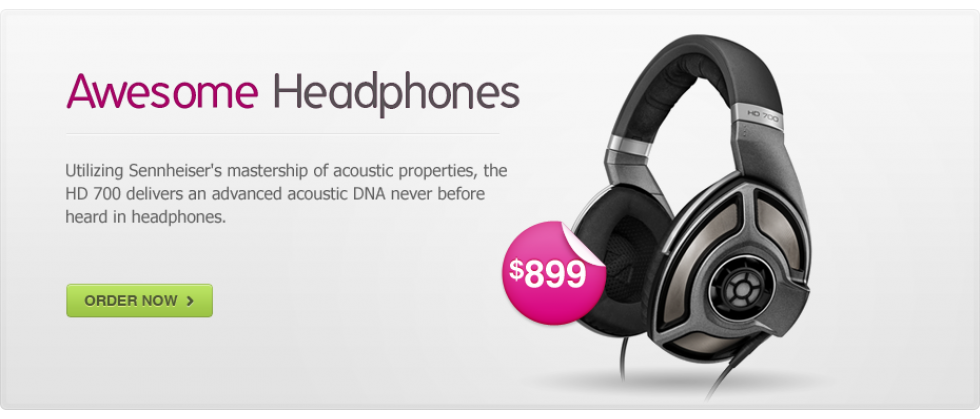 Awesome Headphones
Utilizing Sennheiser's mastership of acoustic properties, the
HD 700 delivers an advanced acoustic DNA never before
heard in headphones.
ORDER NOW
$899
HD 700